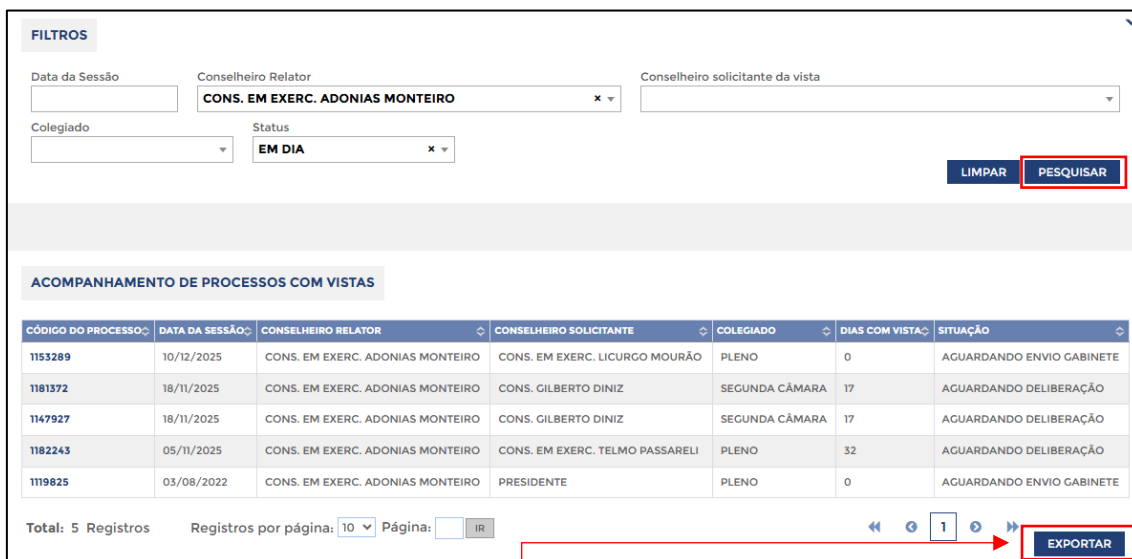 FILTROS
Data da Sessão Conselheiro Relator Conselheiro solicitante da vista
CONS. EM EXERC. ADONIAS MONTEIRO ×
Colegiado Status
EM DIA ×
LIMPAR PESQUISAR
ACOMPANHAMENTO DE PROCESSOS COM VISTAS
CÓDIGO DO PROCESSO DATA DA SESSÃO CONSELHEIRO RELATOR CONSELHEIRO SOLICITANTE COLEGIADO DIAS COM VISTA SITUAÇÃO
1153289 10/12/2025 CONS. EM EXERC. ADONIAS MONTEIRO CONS. EM EXERC. LICURGO MOURÃO PLENO 0 AGUARDANDO ENVIO GABINETE
1181372 18/11/2025 CONS. EM EXERC. ADONIAS MONTEIRO CONS. GILBERTO DINIZ SEGUNDA CÂMARA 17 AGUARDANDO DELIBERAÇÃO
1147927 18/11/2025 CONS. EM EXERC. ADONIAS MONTEIRO CONS. GILBERTO DINIZ SEGUNDA CÂMARA 17 AGUARDANDO DELIBERAÇÃO
1182243 05/11/2025 CONS. EM EXERC. ADONIAS MONTEIRO CONS. EM EXERC. TELMO PASSARELI PLENO 32 AGUARDANDO DELIBERAÇÃO
1119825 03/08/2022 CONS. EM EXERC. ADONIAS MONTEIRO PRESIDENTE PLENO 0 AGUARDANDO ENVIO GABINETE
Total: 5 Registros Registros por página: 10 Página: IR 1
EXPORTAR